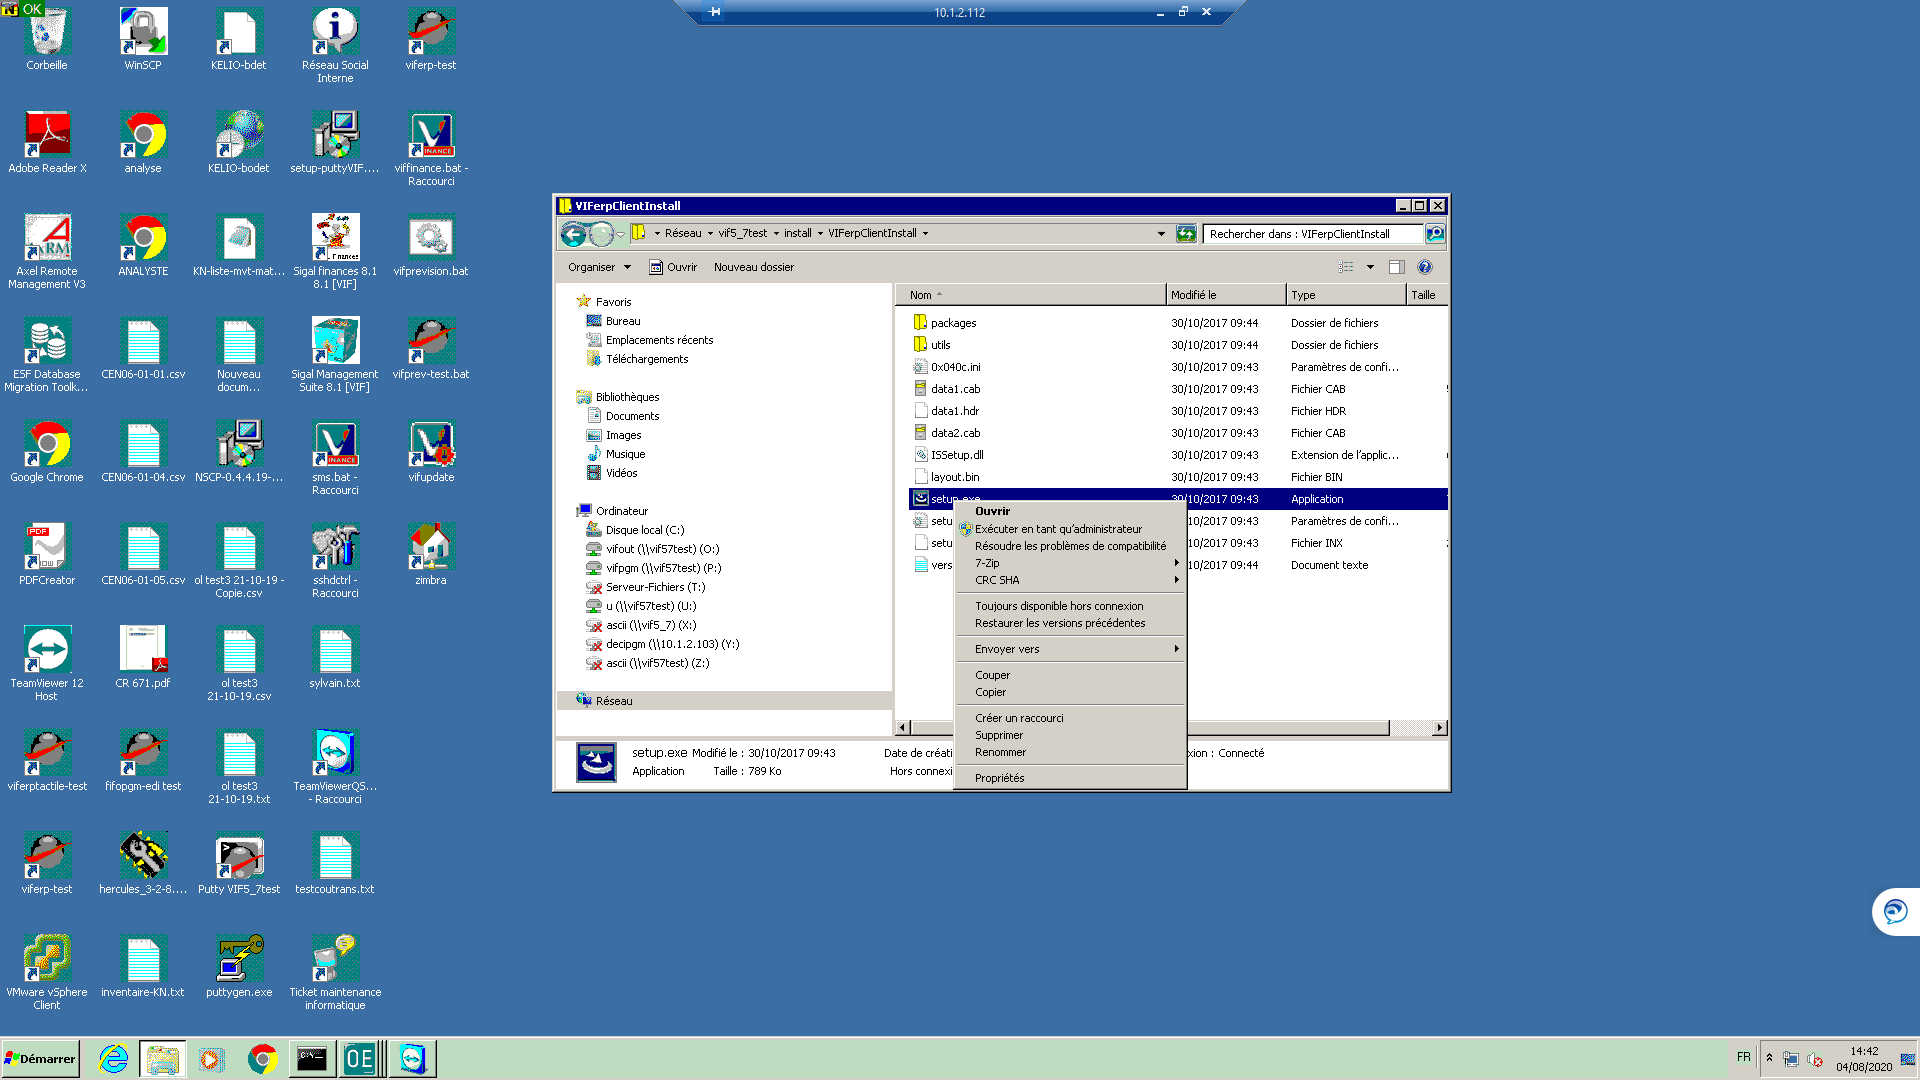 OK
10.1.2.112
Corbeille
WinSCP
KELIO-bdet
Réseau Social
Interne
viferp-test
Adobe Reader X
analyse
KELIO-bodet
setup-puttyVIF....
viffinance.bat -
Raccourci
Axel Remote
Management V3
ANALYSTE
KN-liste-mvt-mat...
Sigal finances 8.1
8.1 [VIF]
vifprevision.bat
ESF Database
Migration Toolk...
CEN06-01-01.csv
Nouveau
docum...
Sigal Management
Suite 8.1 [VIF]
vifprev-test.bat
Google Chrome
CEN06-01-04.csv
NSCP-0.4.4.19-...
sms.bat -
Raccourci
vifupdate
PDFCreator
CEN06-01-05.csv
ol test3 21-10-19 -
Copie.csv
sshdctrl -
Raccourci
zimbra
TeamViewer 12
Host
CR 671.pdf
ol test3
21-10-19.csv
sylvain.txt
viferptactile-test
fifopgm-edi test
ol test3
21-10-19.txt
TeamViewerQS...
- Raccourci
viferp-test
hercules_3-2-8....
Putty VIF5_7test
testcoutrans.txt
VMware vSphere
Client
inventaire-KN.txt
puttygen.exe
Ticket maintenance
informatique
VIFerpClientInstall
Réseau vif5_7test install VIFerpClientInstall
Rechercher dans : VIFerpClientInstall
Organiser Ouvrir Nouveau dossier
Favoris
Bureau
Emplacements récents
Téléchargements
Bibliothèques
Documents
Images
Musique
Vidéos
Ordinateur
Disque local (C:)
vifout (\\vif57test) (O:)
vifpgm (\\vif57test) (P:)
Serveur-Fichiers (T:)
u (\\vif57test) (U:)
ascii (\\vif5_7) (X:)
decipgm (\\10.1.2.103) (Y:)
ascii (\\vif57test) (Z:)
Réseau
Nom Modifié le Type Taille
packages 30/10/2017 09:44 Dossier de fichiers
utils 30/10/2017 09:44 Dossier de fichiers
0x040c.ini 30/10/2017 09:43 Paramètres de confi...
data1.cab 30/10/2017 09:43 Fichier CAB
data1.hdr 30/10/2017 09:43 Fichier HDR
data2.cab 30/10/2017 09:43 Fichier CAB
ISSetup.dll 30/10/2017 09:43 Extension de l'applic...
layout.bin 30/10/2017 09:43 Fichier BIN
setup.exe 30/10/2017 09:43 Application
setu 0/10/2017 09:43 Paramètres de confi...
setu 0/10/2017 09:43 Fichier INX
vers 0/10/2017 09:44 Document texte
Ouvrir
Exécuter en tant qu'administrateur
Résoudre les problèmes de compatibilité
7-Zip
CRC SHA
Toujours disponible hors connexion
Restaurer les versions précédentes
Envoyer vers
Couper
Copier
Créer un raccourci
Supprimer
Renommer
Propriétés
setup.exe Modifié le : 30/10/2017 09:43 Date de créati xion : Connecté
Application Taille : 789 Ko Hors connexi
Démarrer
OE
FR
14:42
04/08/2020